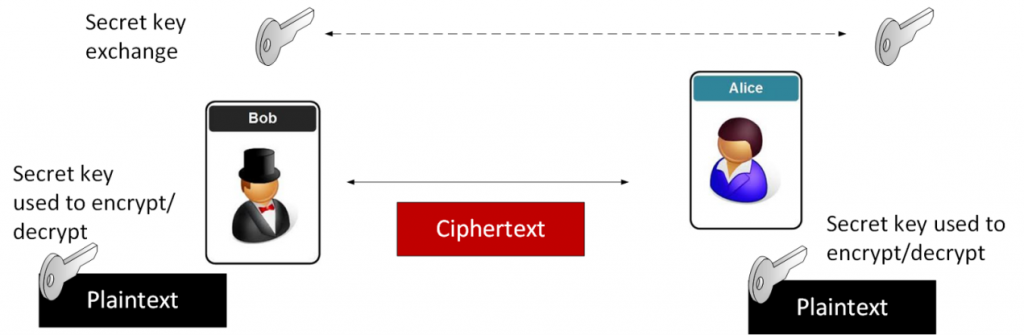 Secret key
exchange
Bob
Alice
Secret key
used to encrypt/
decrypt
Ciphertext
Secret key used to
encrypt/decrypt
Plaintext
Plaintext